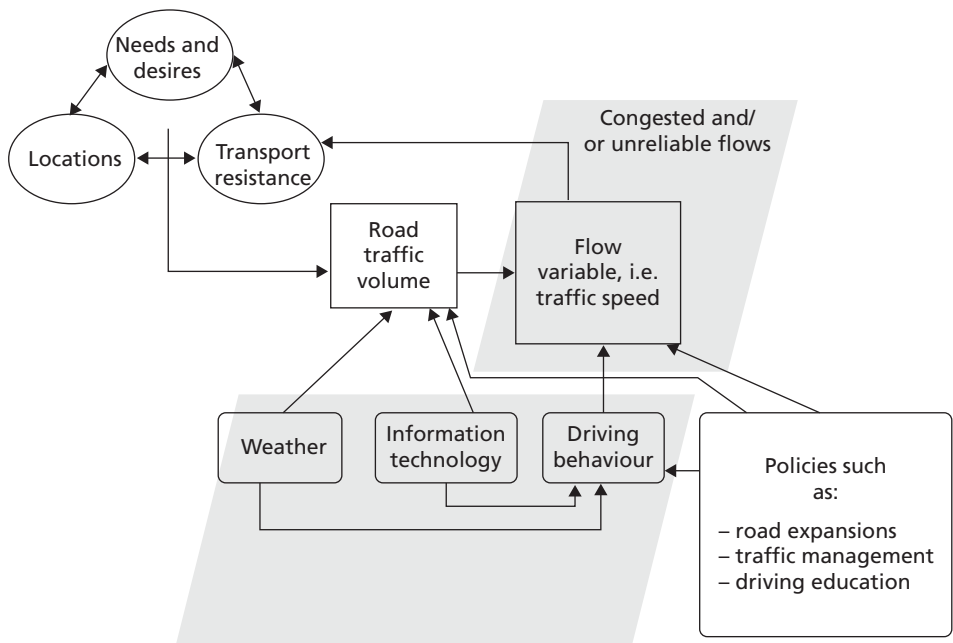 Needs and
desires
Locations
Transport
resistance
Congested and/
or unreliable flows
Road
traffic
volume
Flow
variable, i.e.
traffic speed
Weather
Information
technology
Driving
behaviour
Policies such
as:
– road expansions
– traffic management
– driving education